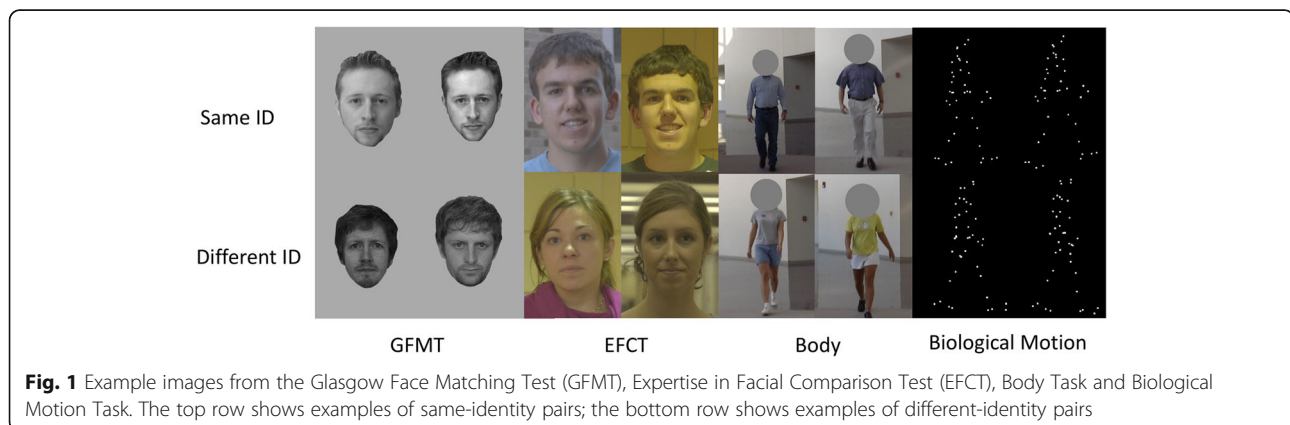 Same ID
Different ID
GFMT EFCT Body Biological Motion
Fig. 1 Example images from the Glasgow Face Matching Test (GFMT), Expertise in Facial Comparison Test (EFCT), Body Task and Biological
Motion Task. The top row shows examples of same-identity pairs; the bottom row shows examples of different-identity pairs